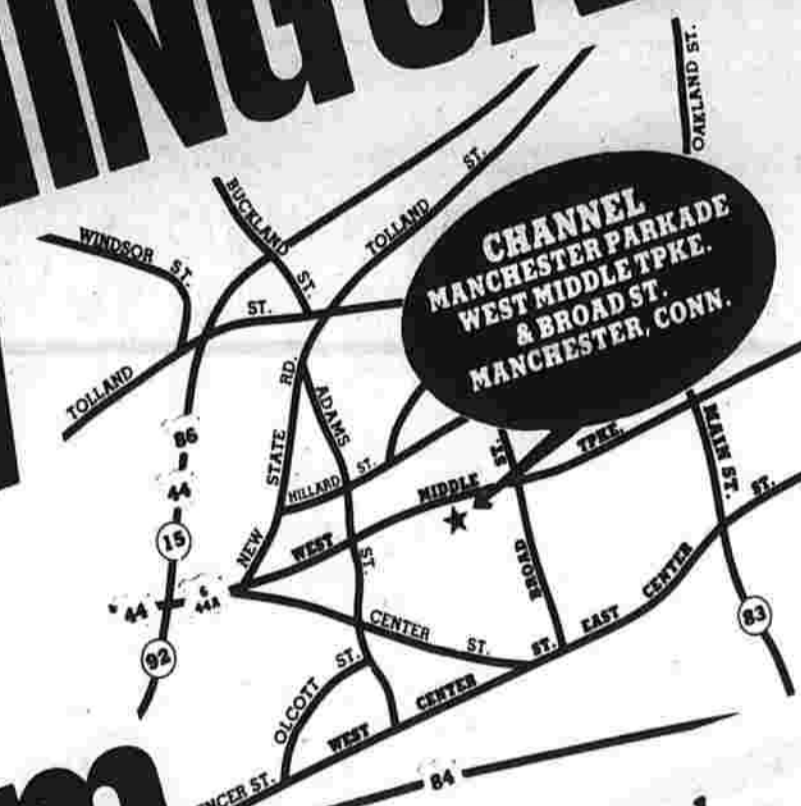 OAKLAND ST.
BUCKLAND ST.
TOLLAND ST.
WINDSOR ST.
CHANNEL
MANCHESTER PARKADE
WEST MIDDLE TPKE.
& BROAD ST.
MANCHESTER, CONN.
TOLLAND ST.
NEW STATE RD.
ADAMS ST.
HILLARD ST.
WEST MIDDLE TPKE.
BROAD ST.
MAIN ST.
86
44
15
44
6
44A
92
83
CENTER ST.
EAST CENTER ST.
OLCOTT ST.
WEST CENTER ST.
84